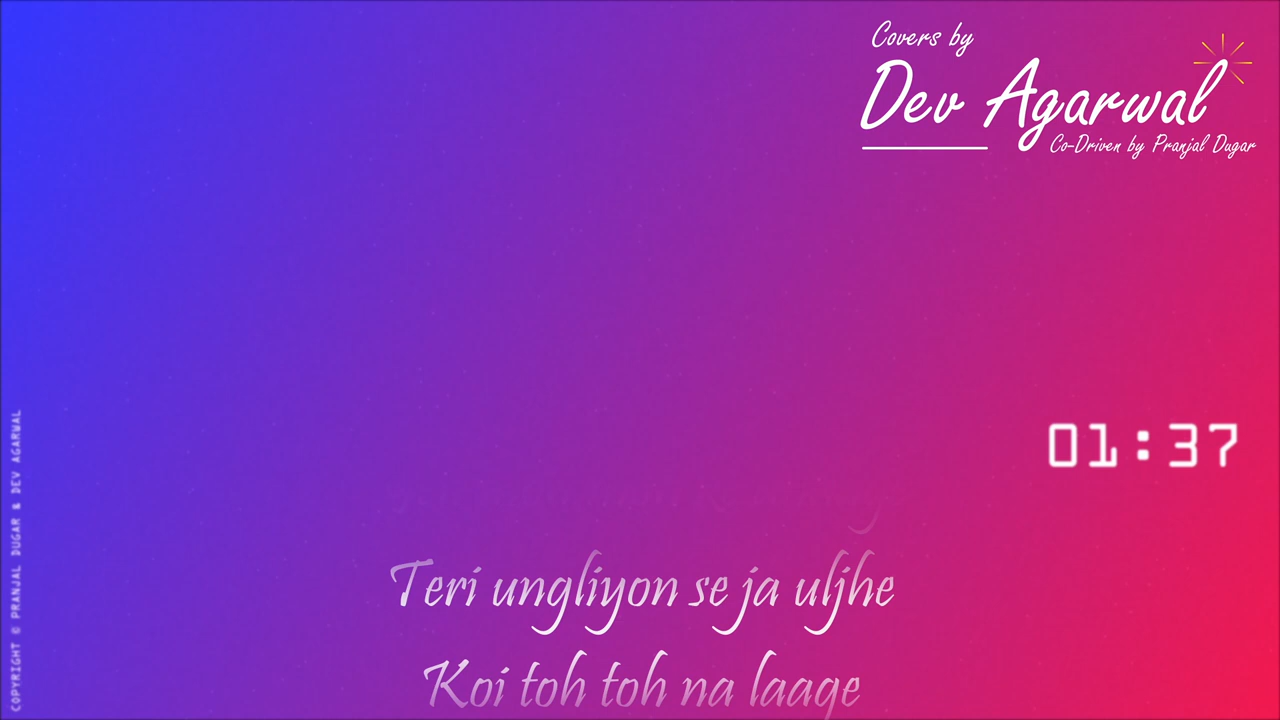 Covers by
Dev Agarwal
Co-Driven by Pranjal Dugar
01:37
Teri ungliyon se ja uljhe
Koi toh toh na laage
COPYRIGHT © PRANJAL DUGAR & DEV AGARWAL